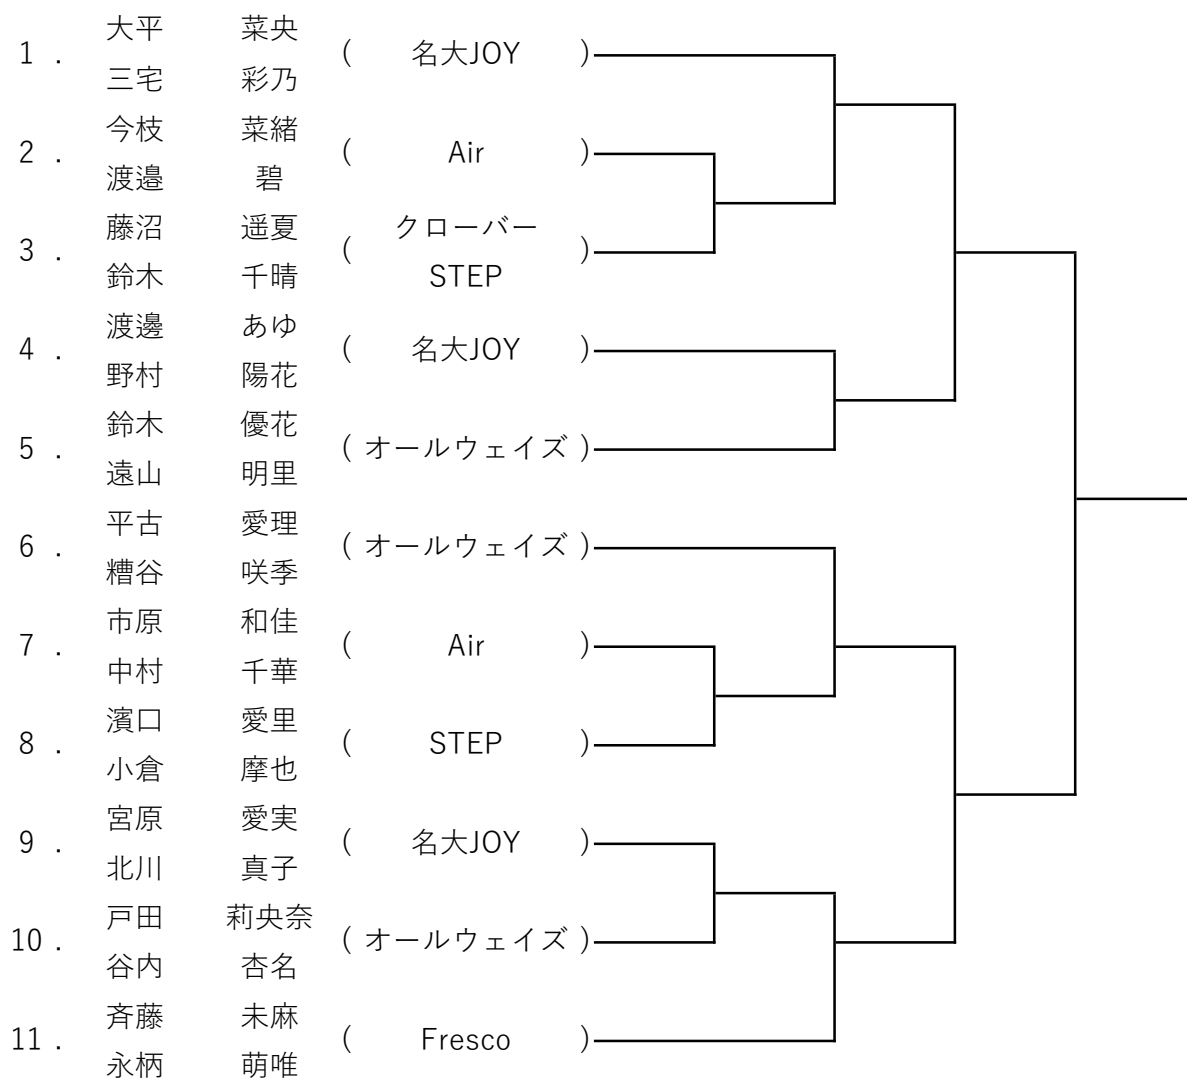 大平 菜央
1 . ( 名大JOY )
三宅 彩乃
今枝 菜緒
2 . ( Air )
渡邉 碧
藤沼 遥夏
3 . ( クローバー
STEP )
鈴木 千晴
渡邊 あゆ
4 . ( 名大JOY )
野村 陽花
鈴木 優花
5 . ( オールウェイズ )
遠山 明里
平古 愛理
6 . ( オールウェイズ )
糟谷 咲季
市原 和佳
7 . ( Air )
中村 千華
濱口 愛里
8 . ( STEP )
小倉 摩也
宮原 愛実
9 . ( 名大JOY )
北川 真子
戸田 莉央奈
10 . ( オールウェイズ )
谷内 杏名
斉藤 未麻
11 . ( Fresco )
永柄 萌唯